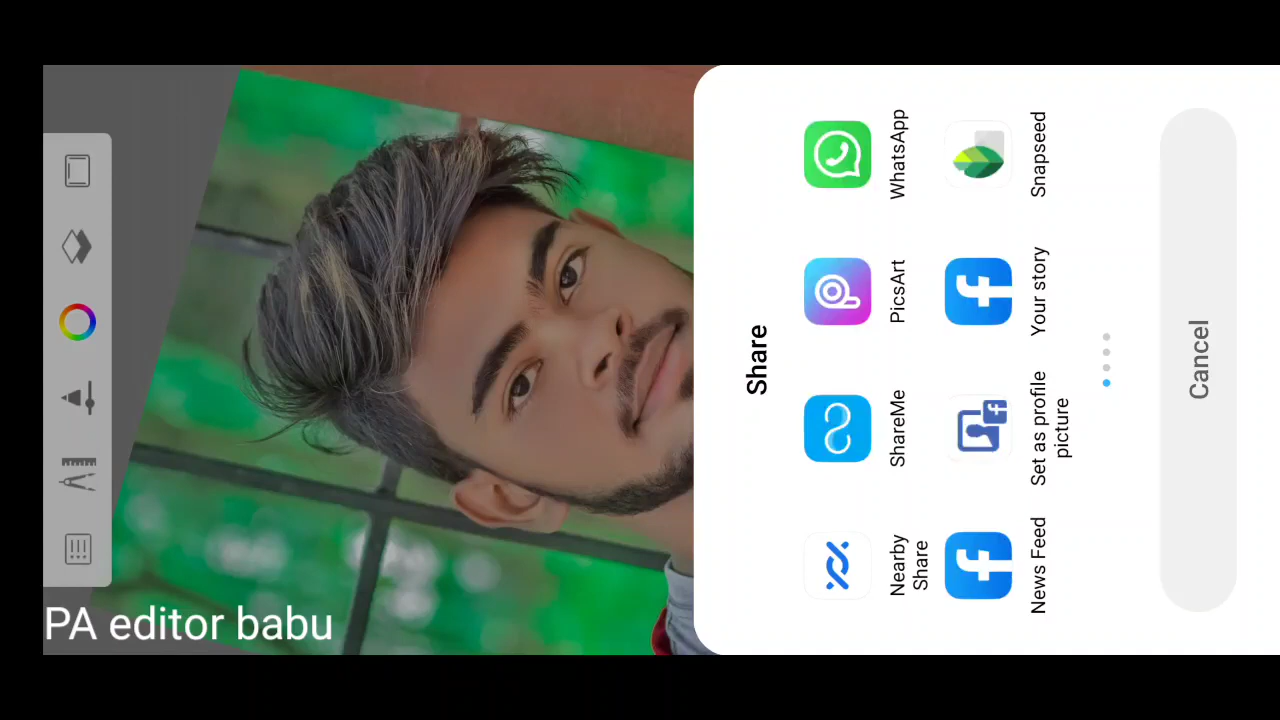 Share
Nearby
Share
ShareMe
PicsArt
WhatsApp
News Feed
Set as profile
picture
Your story
Snapseed
Cancel
PA editor babu